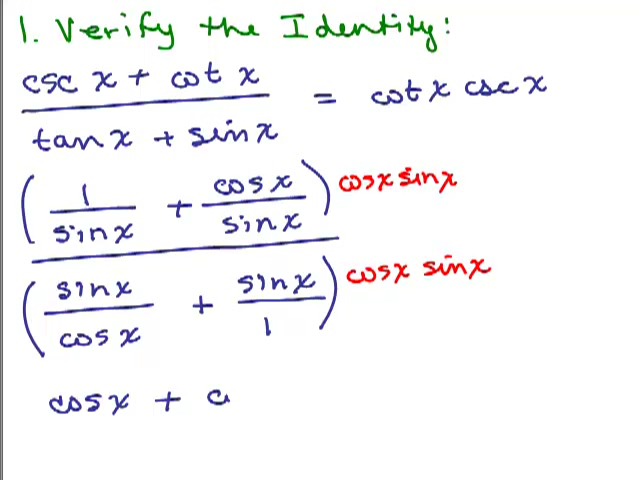 1. Verify the Identity:
csc x + cot x
tan x + sin x
= cot x csc x
( 1/sin x + cos x/sin x ) cos x sin x
( sin x/cos x + sin x/1 ) cos x sin x
cos x + c